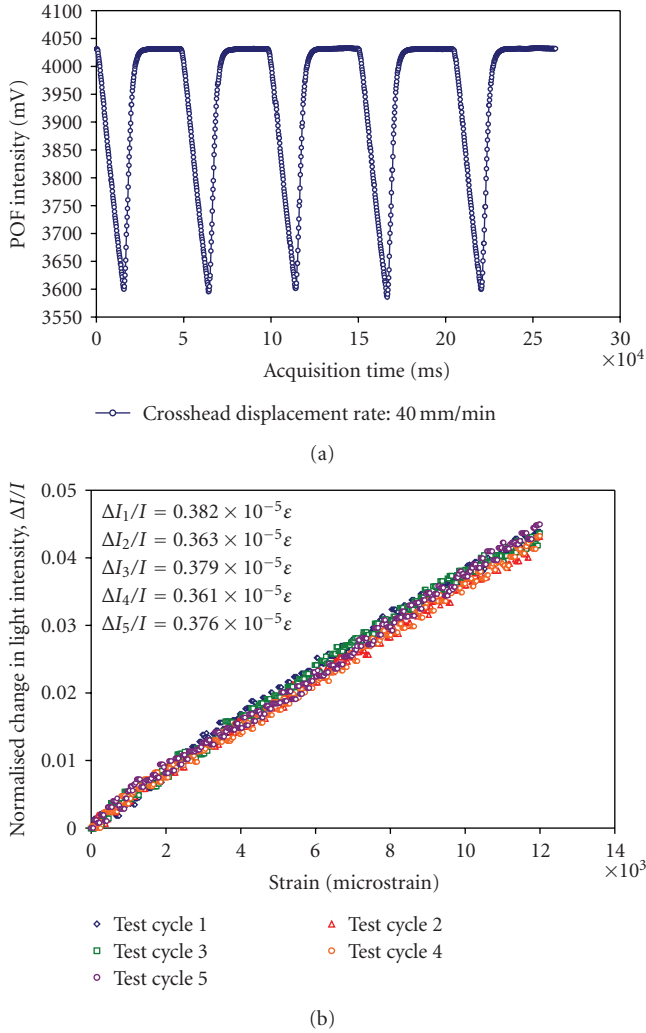 4100
4050
4000
3950
3900
3850
3800
3750
3700
3650
3600
3550
POF intensity (mV)
0 5 10 15 20 25 30
×10⁴
Acquisition time (ms)
Crosshead displacement rate: 40 mm/min
(a)
0.05
0.04
0.03
0.02
0.01
0
Normalised change in light intensity, ΔI/I
ΔI₁/I = 0.382 × 10⁻⁵ε
ΔI₂/I = 0.363 × 10⁻⁵ε
ΔI₃/I = 0.379 × 10⁻⁵ε
ΔI₄/I = 0.361 × 10⁻⁵ε
ΔI₅/I = 0.376 × 10⁻⁵ε
0 2 4 6 8 10 12 14
×10³
Strain (microstrain)
Test cycle 1 Test cycle 2
Test cycle 3 Test cycle 4
Test cycle 5
(b)